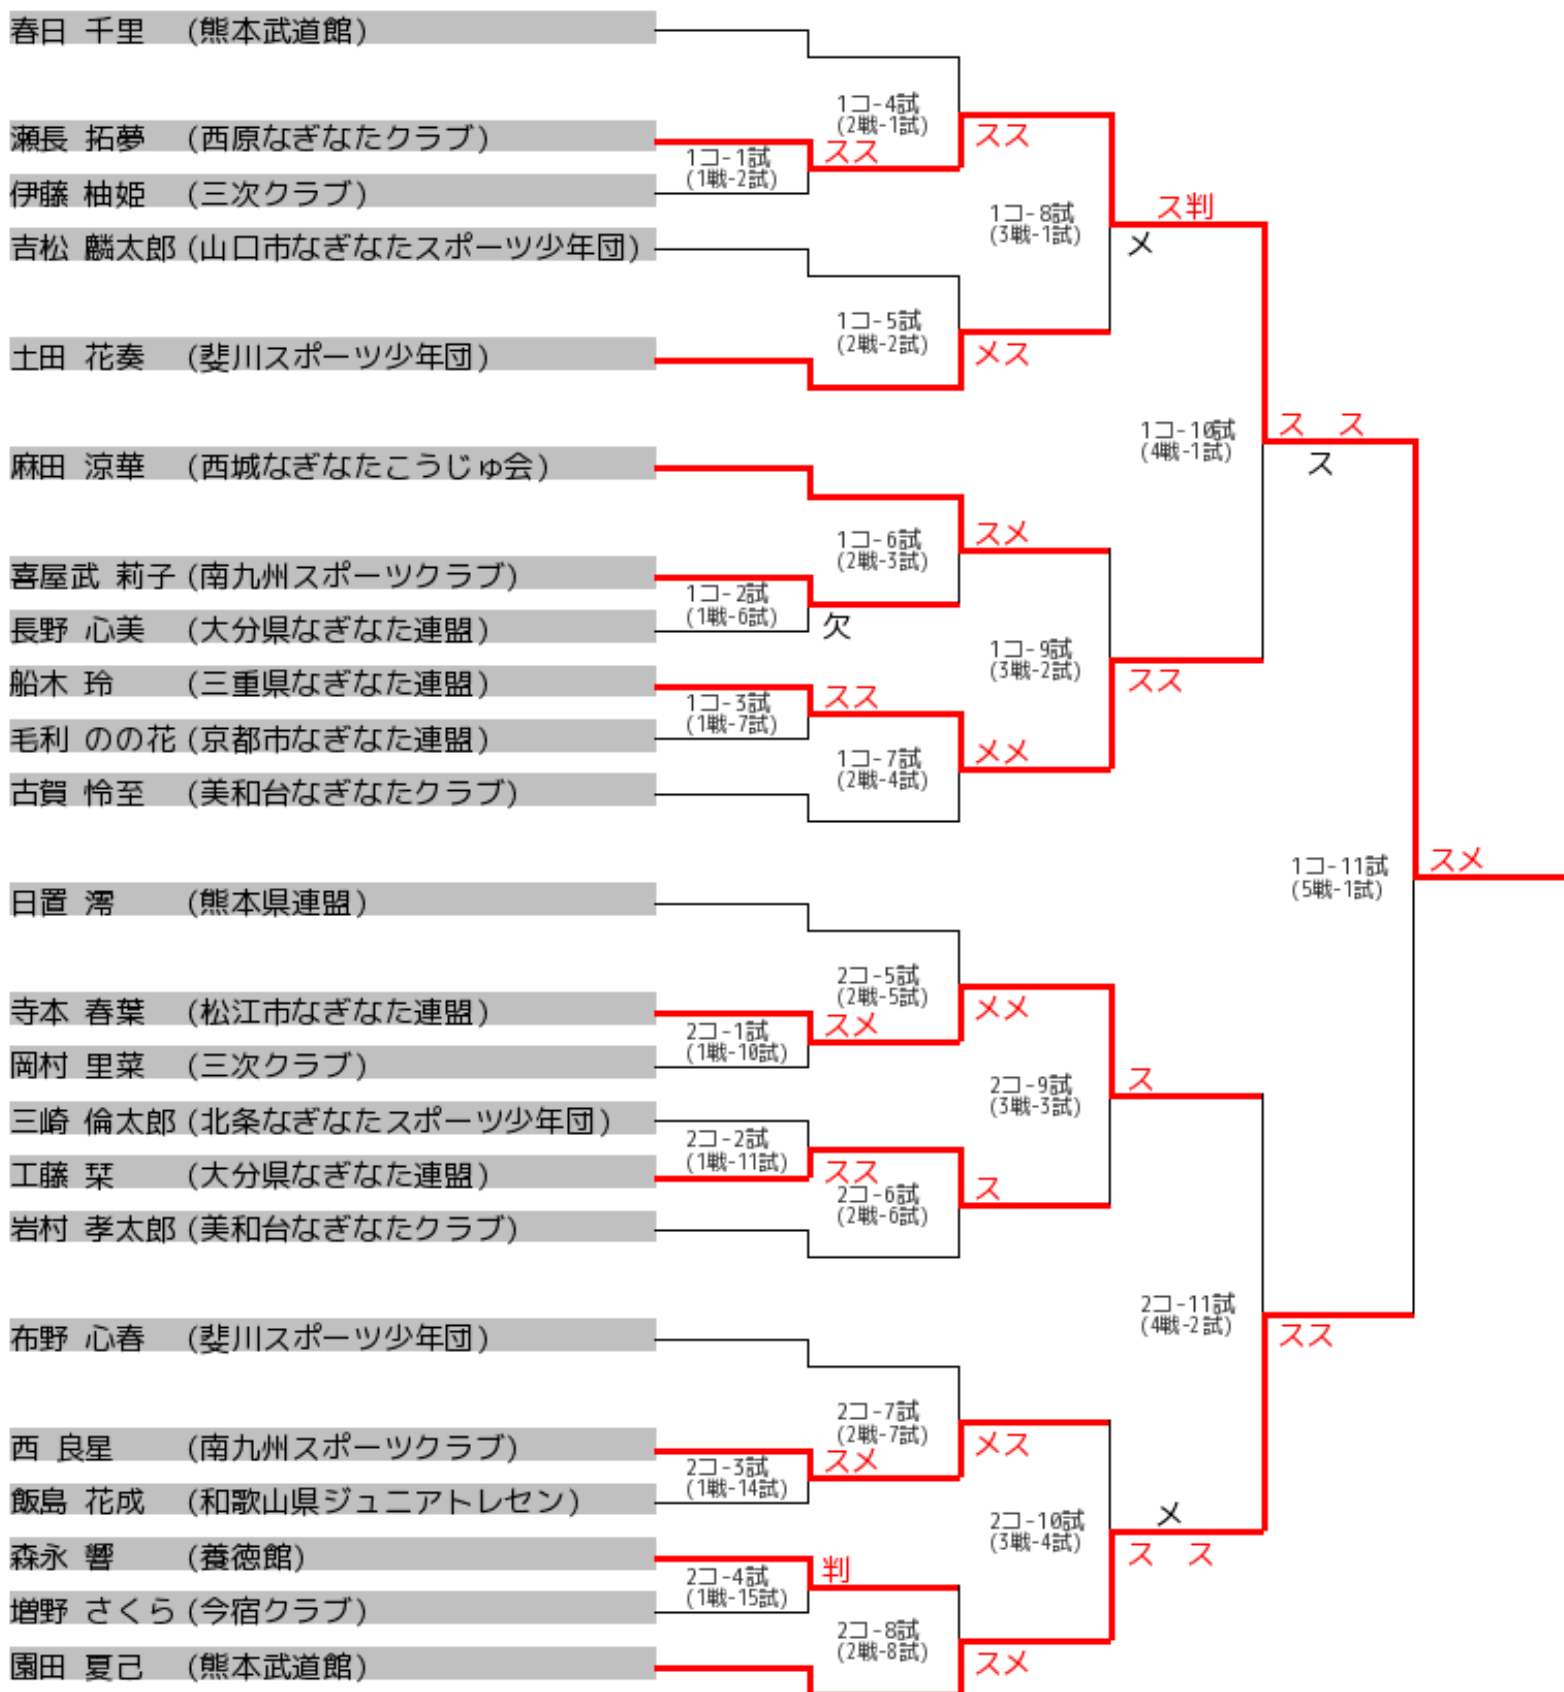 春日 千里 (熊本武道館)
1コ-4試
(2戦-1試)
スス
瀬長 拓夢 (西原なぎなたクラブ)
スス
1コ-1試
(1戦-2試)
伊藤 柚姫 (三次クラブ)
ス判
1コ-8試
(3戦-1試)
メ
吉松 麟太郎 (山口市なぎなたスポーツ少年団)
1コ-5試
(2戦-2試)
メス
土田 花奏 (斐川スポーツ少年団)
ス ス
1コ-10試
(4戦-1試)
ス
麻田 涼華 (西城なぎなたこうじゅ会)
スメ
1コ-6試
(2戦-3試)
喜屋武 莉子 (南九州スポーツクラブ)
1コ-2試
(1戦-6試)
長野 心美 (大分県なぎなた連盟)
欠
1コ-9試
(3戦-2試)
スス
船木 玲 (三重県なぎなた連盟)
スス
1コ-3試
(1戦-7試)
毛利 のの花 (京都市なぎなた連盟)
メメ
1コ-7試
(2戦-4試)
古賀 怜至 (美和台なぎなたクラブ)
1コ-11試
(5戦-1試)
スメ
日置 澪 (熊本県連盟)
2コ-5試
(2戦-5試)
メメ
寺本 春葉 (松江市なぎなた連盟)
スメ
2コ-1試
(1戦-10試)
岡村 里菜 (三次クラブ)
2コ-9試
(3戦-3試)
ス
三崎 倫太郎 (北条なぎなたスポーツ少年団)
2コ-2試
(1戦-11試)
工藤 栞 (大分県なぎなた連盟)
スス
2コ-6試
(2戦-6試)
ス
岩村 孝太郎 (美和台なぎなたクラブ)
2コ-11試
(4戦-2試)
スス
布野 心春 (斐川スポーツ少年団)
2コ-7試
(2戦-7試)
メス
西 良星 (南九州スポーツクラブ)
スメ
2コ-3試
(1戦-14試)
飯島 花成 (和歌山県ジュニアトレセン)
メ
2コ-10試
(3戦-4試)
ス ス
森永 響 (養徳館)
判
2コ-4試
(1戦-15試)
増野 さくら (今宿クラブ)
2コ-8試
(2戦-8試)
スメ
園田 夏己 (熊本武道館)